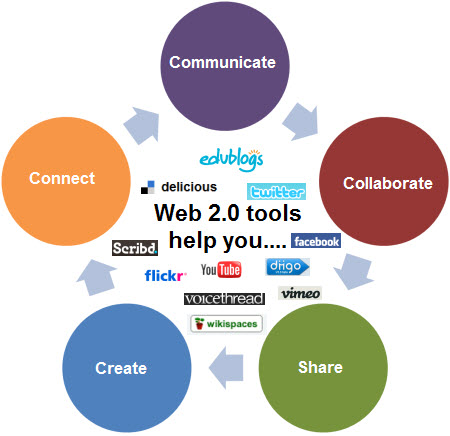 Communicate
edublogs
Connect
delicious
twitter
Collaborate
Web 2.0 tools
help you....
Scribd.
facebook
flickr
YouTube
diigo
voicethread
vimeo
wikispaces
Create
Share